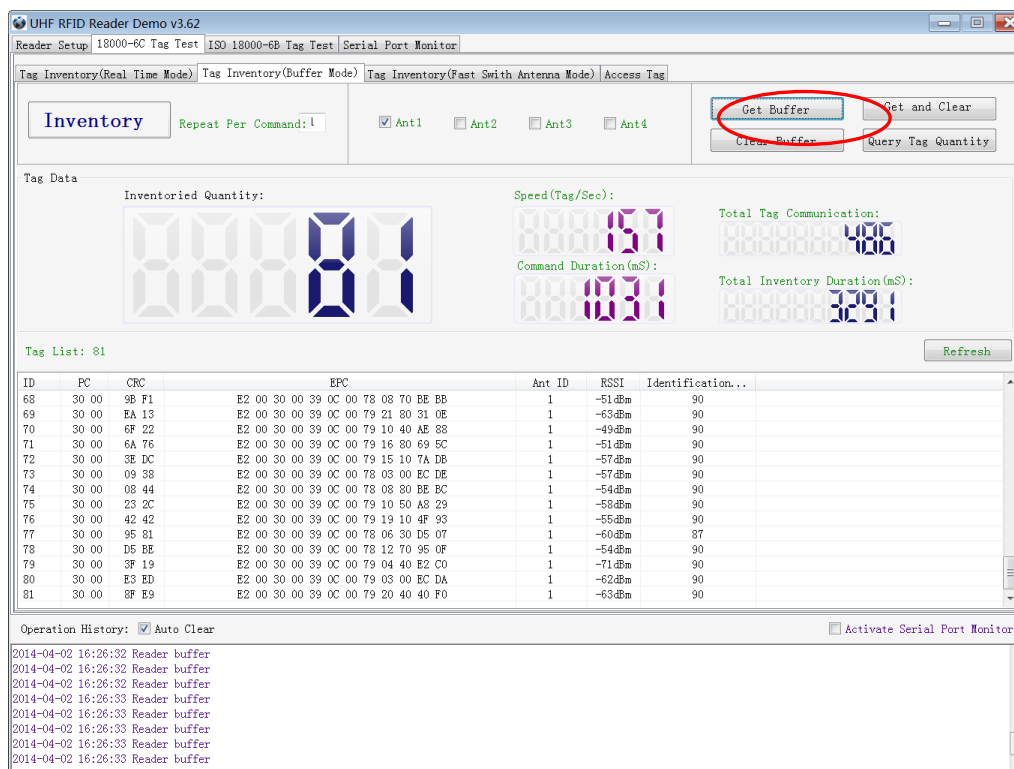 UHF RFID Reader Demo v3.62
Reader Setup 18000-6C Tag Test ISO 18000-6B Tag Test Serial Port Monitor
Tag Inventory(Real Time Mode) Tag Inventory(Buffer Mode) Tag Inventory(Fast Swith Antenna Mode) Access Tag
Inventory Repeat Per Command: 1 Ant1 Ant2 Ant3 Ant4 Get Buffer Get and Clear
Clear Buffer Query Tag Quantity
Tag Data
Inventoried Quantity: Speed(Tag/Sec):
81 157
Total Tag Communication:
486
Command Duration(mS):
1031
Total Inventory Duration(mS):
3291
Tag List: 81 Refresh
ID PC CRC EPC Ant ID RSSI Identification...
68 30 00 9B F1 E2 00 30 00 39 0C 00 78 08 70 BE BB 1 -51dBm 90
69 30 00 EA 13 E2 00 30 00 39 0C 00 79 21 80 31 0E 1 -63dBm 90
70 30 00 6F 22 E2 00 30 00 39 0C 00 79 10 40 AE 88 1 -49dBm 90
71 30 00 6A 76 E2 00 30 00 39 0C 00 79 16 80 69 5C 1 -51dBm 90
72 30 00 3E DC E2 00 30 00 39 0C 00 79 15 10 7A DB 1 -57dBm 90
73 30 00 09 38 E2 00 30 00 39 0C 00 78 03 00 EC DE 1 -57dBm 90
74 30 00 08 44 E2 00 30 00 39 0C 00 78 08 80 BE BC 1 -54dBm 90
75 30 00 23 2C E2 00 30 00 39 0C 00 79 10 50 A8 29 1 -58dBm 90
76 30 00 42 42 E2 00 30 00 39 0C 00 79 19 10 4F 93 1 -55dBm 90
77 30 00 95 81 E2 00 30 00 39 0C 00 78 06 30 D5 07 1 -60dBm 87
78 30 00 D5 BE E2 00 30 00 39 0C 00 78 12 70 95 0F 1 -54dBm 90
79 30 00 3F 19 E2 00 30 00 39 0C 00 79 04 40 E2 C0 1 -71dBm 90
80 30 00 E3 ED E2 00 30 00 39 0C 00 79 03 00 EC DA 1 -62dBm 90
81 30 00 8F E9 E2 00 30 00 39 0C 00 79 20 40 40 F0 1 -63dBm 90
Operation History: Auto Clear Activate Serial Port Monitor
2014-04-02 16:26:32 Reader buffer
2014-04-02 16:26:32 Reader buffer
2014-04-02 16:26:32 Reader buffer
2014-04-02 16:26:33 Reader buffer
2014-04-02 16:26:33 Reader buffer
2014-04-02 16:26:33 Reader buffer
2014-04-02 16:26:33 Reader buffer
2014-04-02 16:26:33 Reader buffer